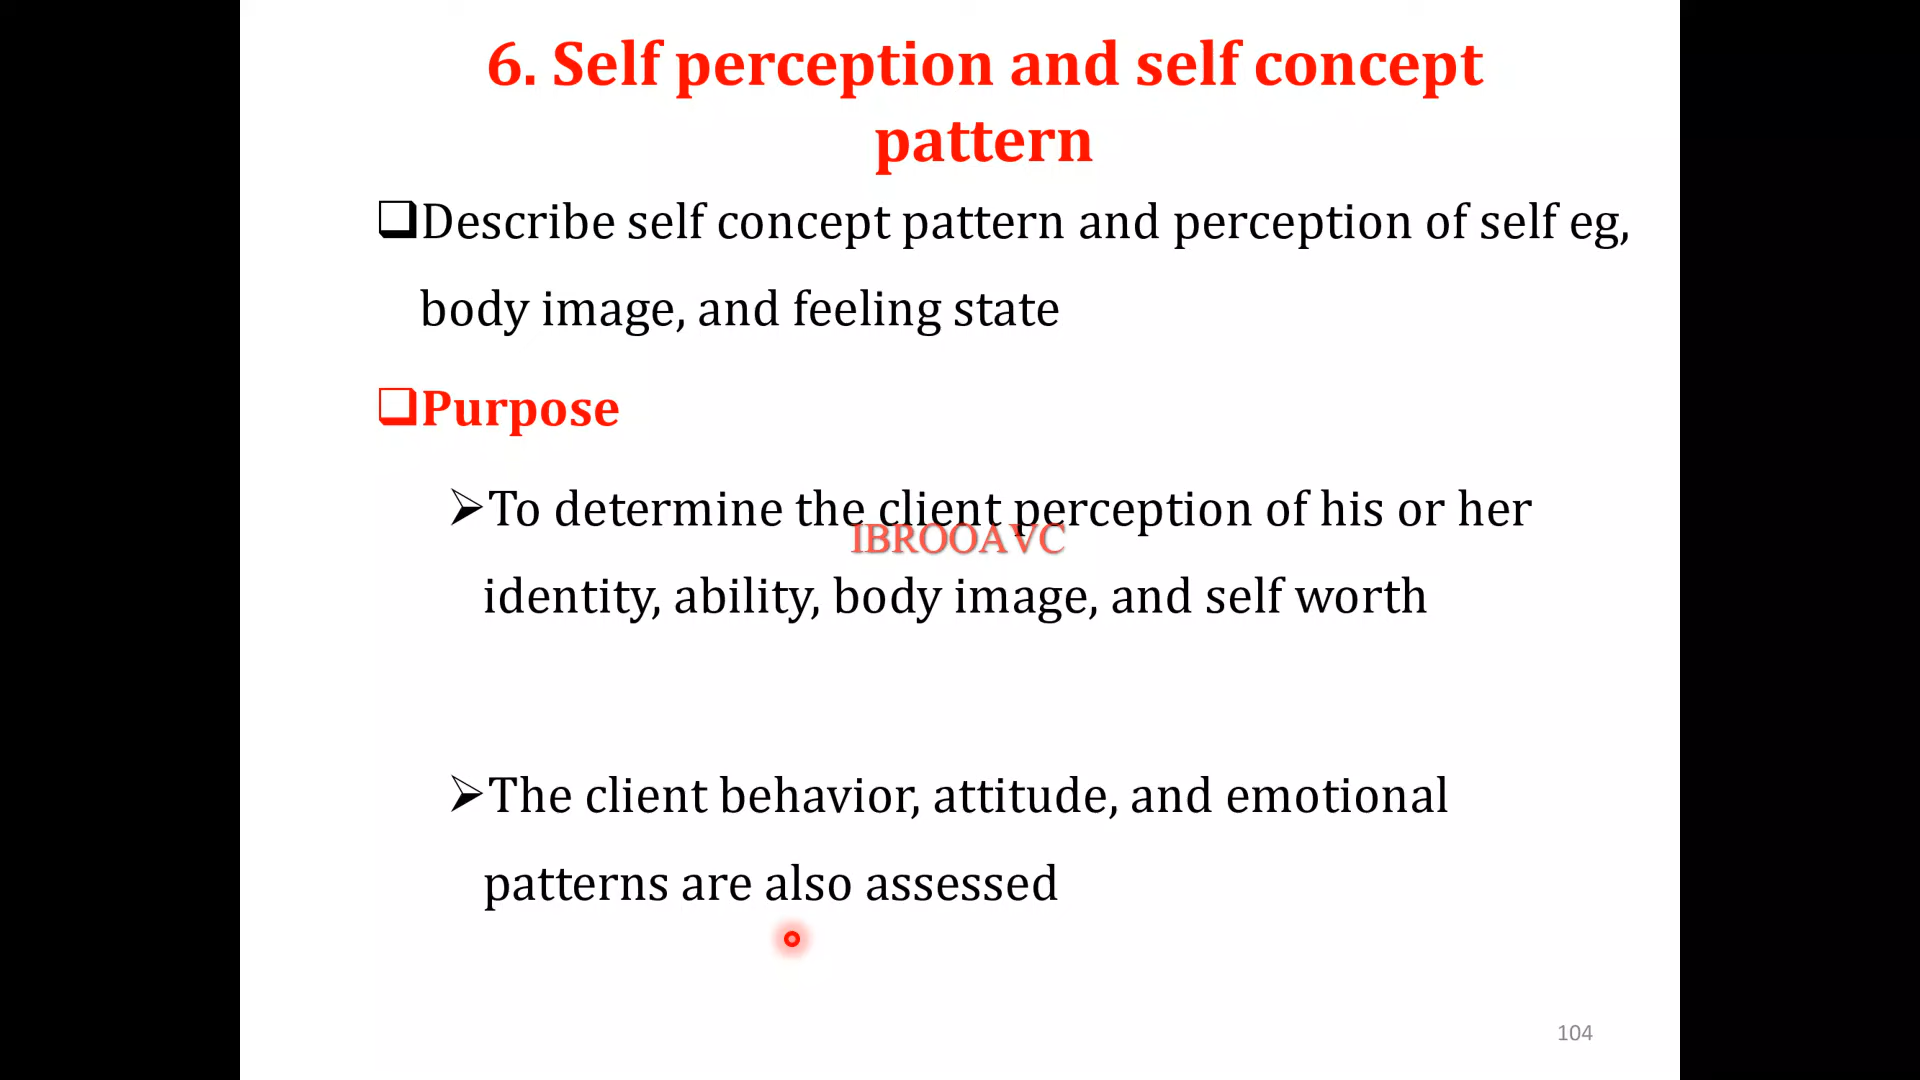 6. Self perception and self concept
pattern
Describe self concept pattern and perception of self eg,
body image, and feeling state
Purpose
To determine the client perception of his or her
IBROOAVC
identity, ability, body image, and self worth
The client behavior, attitude, and emotional
patterns are also assessed
104